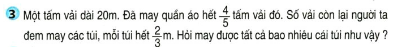 3 Một tấm vải dài 20m. Đã may quần áo hết 4/5 tấm vải đó. Số vải còn lại người ta
đem may các túi, mỗi túi hết 2/3m. Hỏi may được tất cả bao nhiêu cái túi như vậy ?